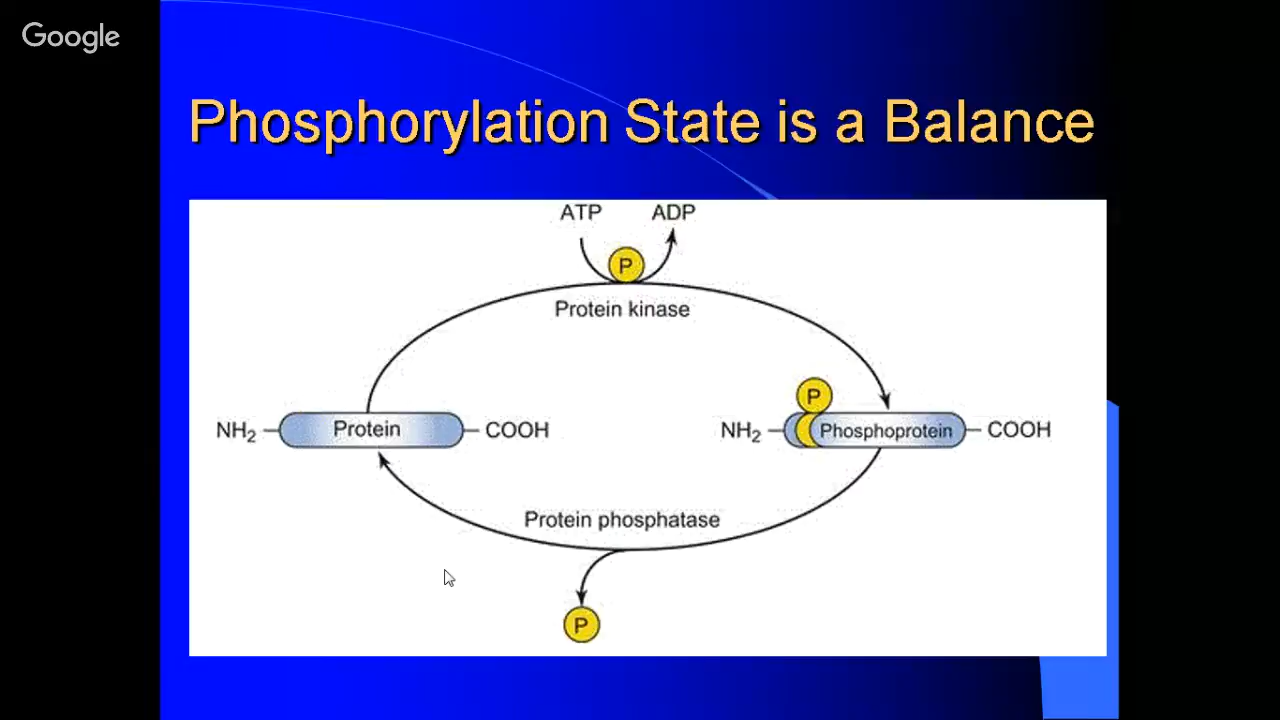 Google
Phosphorylation State is a Balance
ATP ADP
P
Protein kinase
P
NH2 Protein COOH
NH2 Phosphoprotein COOH
Protein phosphatase
P